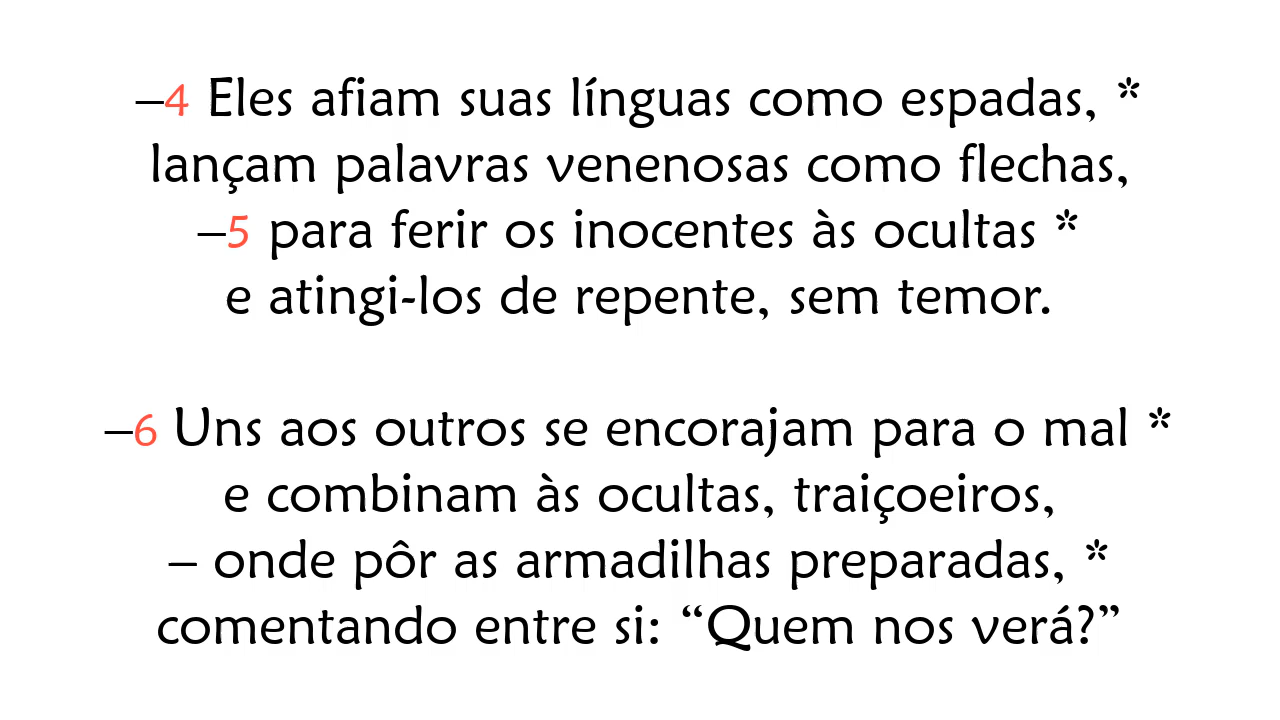 –4 Eles afiam suas línguas como espadas, *
lançam palavras venenosas como flechas,
–5 para ferir os inocentes às ocultas *
e atingi-los de repente, sem temor.
–6 Uns aos outros se encorajam para o mal *
e combinam às ocultas, traiçoeiros,
– onde pôr as armadilhas preparadas, *
comentando entre si: “Quem nos verá?”